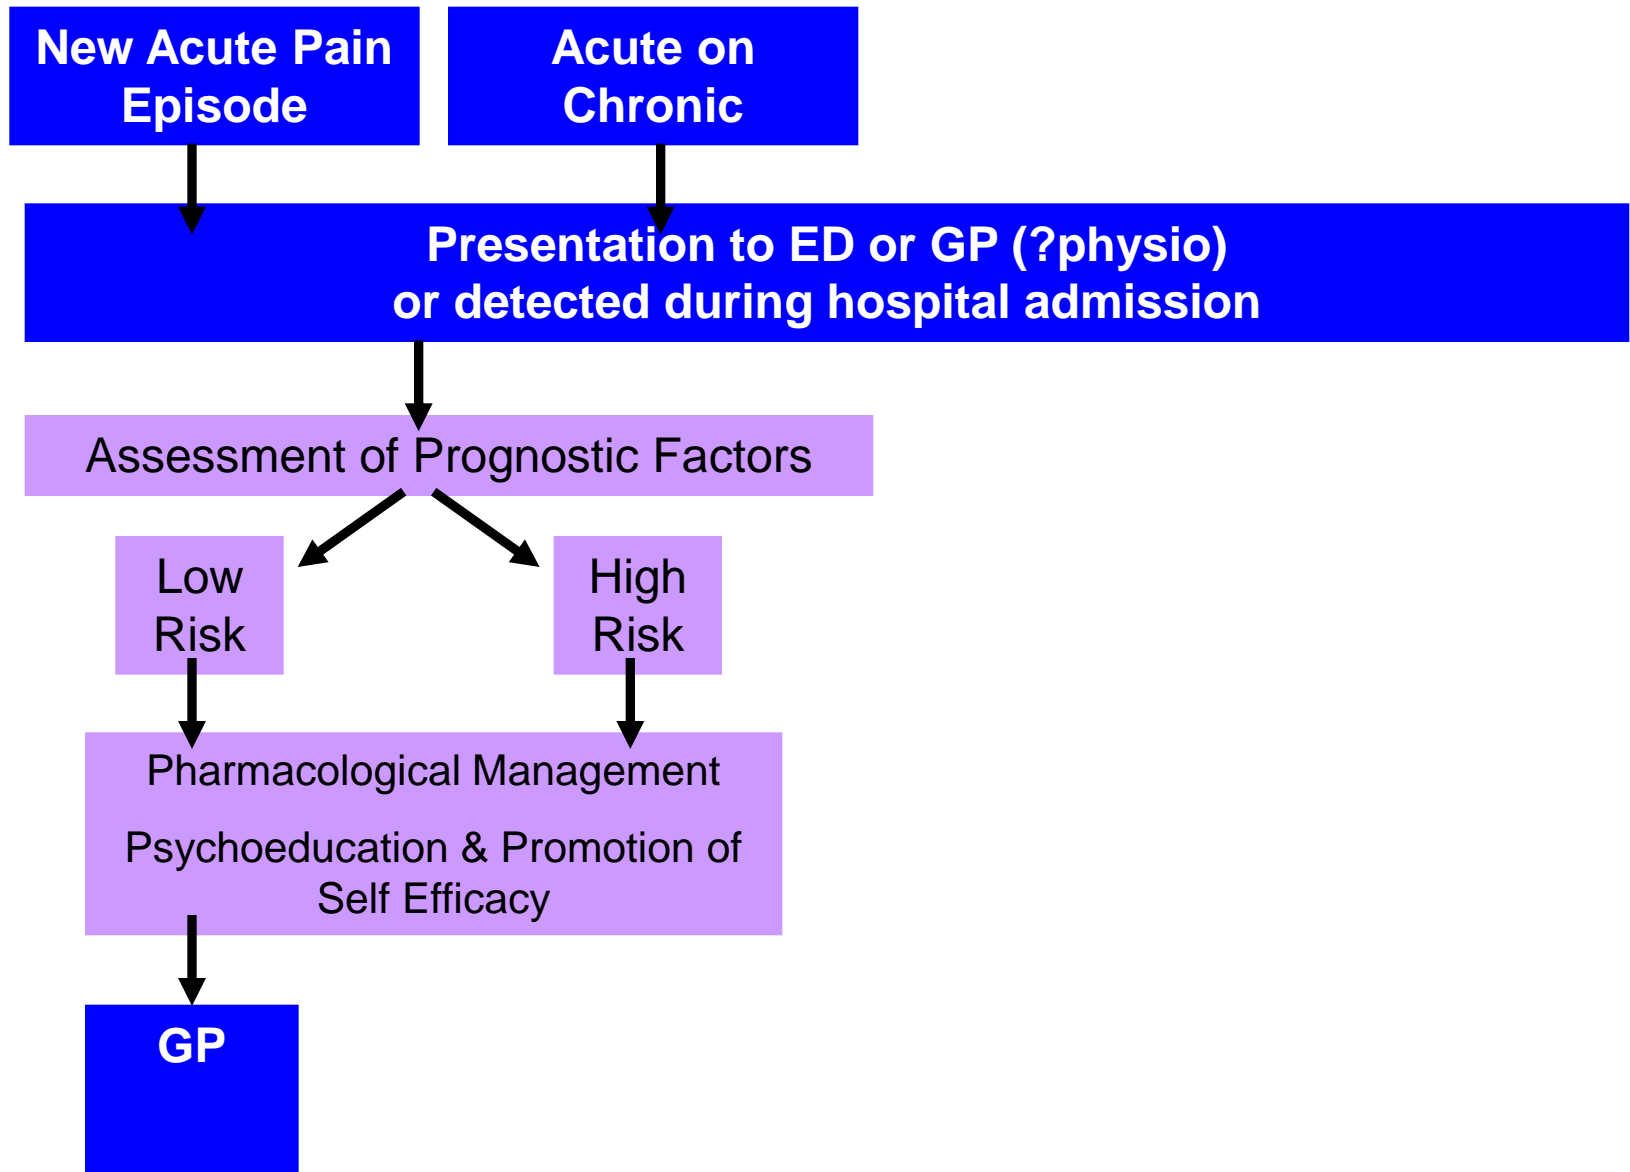 New Acute Pain
Episode
Acute on
Chronic
Presentation to ED or GP (?physio)
or detected during hospital admission
Assessment of Prognostic Factors
Low
Risk
High
Risk
Pharmacological Management
Psychoeducation & Promotion of
Self Efficacy
GP